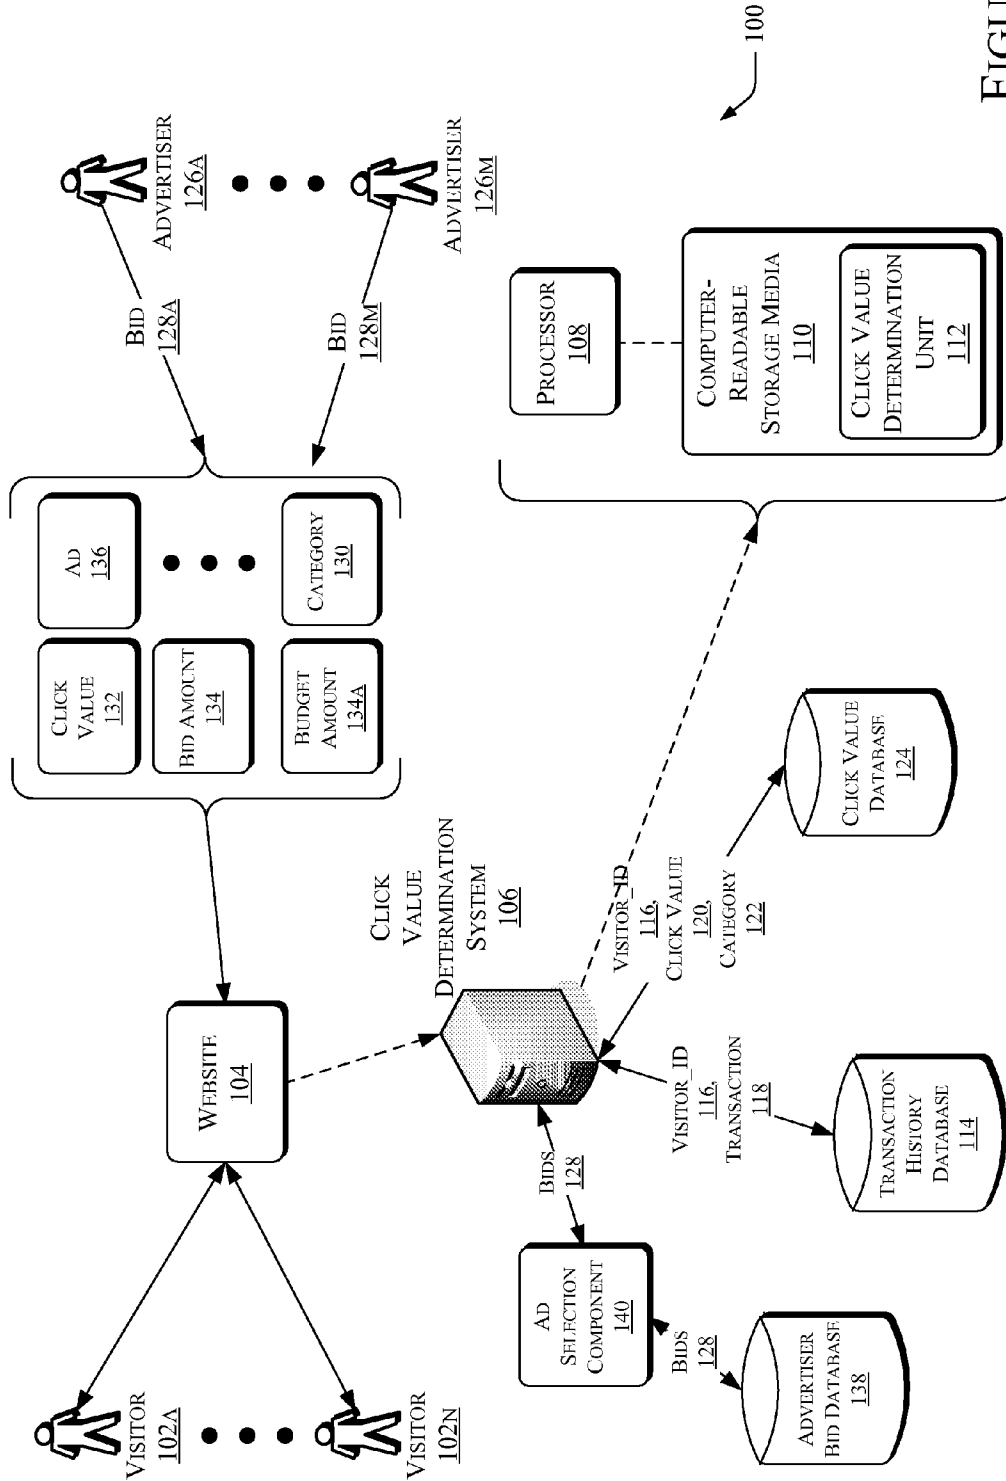 VISITOR
102A
VISITOR
102N
WEBSITE
104
CLICK
VALUE
132
BID AMOUNT
134
BUDGET
AMOUNT
134A
AD
136
CATEGORY
130
BID
128A
BID
128M
ADVERTISER
126A
ADVERTISER
126M
CLICK
VALUE
DETERMINATION
SYSTEM
106
BIDS
128
AD
SELECTION
COMPONENT
140
BIDS
128
ADVERTISER
BID DATABASE
138
VISITOR_ID
116,
TRANSACTION
118
TRANSACTION
HISTORY
DATABASE
114
VISITOR_ID
116,
CLICK VALUE
120,
CATEGORY
122
CLICK VALUE
DATABASE
124
PROCESSOR
108
COMPUTER-
READABLE
STORAGE MEDIA
110
CLICK VALUE
DETERMINATION
UNIT
112
100